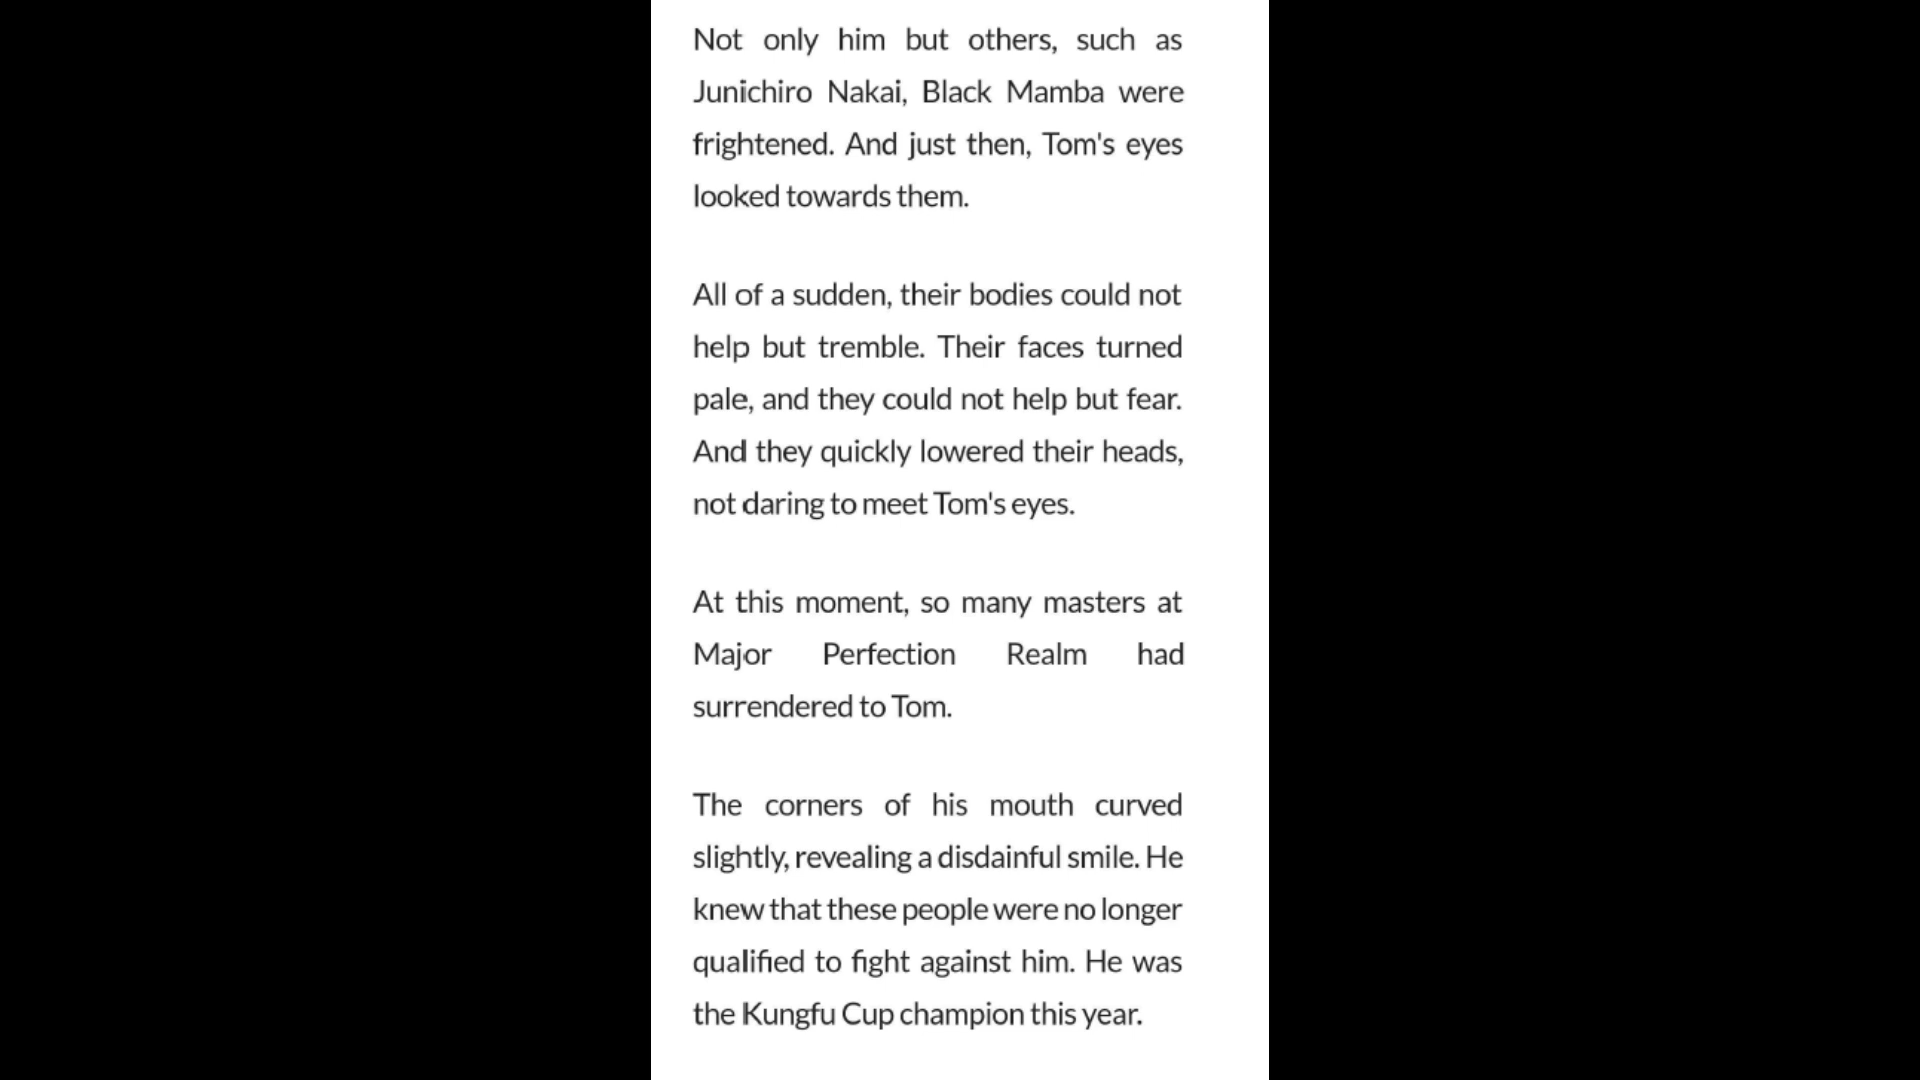 Not only him but others, such as
Junichiro Nakai, Black Mamba were
frightened. And just then, Tom's eyes
looked towards them.
All of a sudden, their bodies could not
help but tremble. Their faces turned
pale, and they could not help but fear.
And they quickly lowered their heads,
not daring to meet Tom's eyes.
At this moment, so many masters at
Major Perfection Realm had
surrendered to Tom.
The corners of his mouth curved
slightly, revealing a disdainful smile. He
knew that these people were no longer
qualified to fight against him. He was
the Kungfu Cup champion this year.